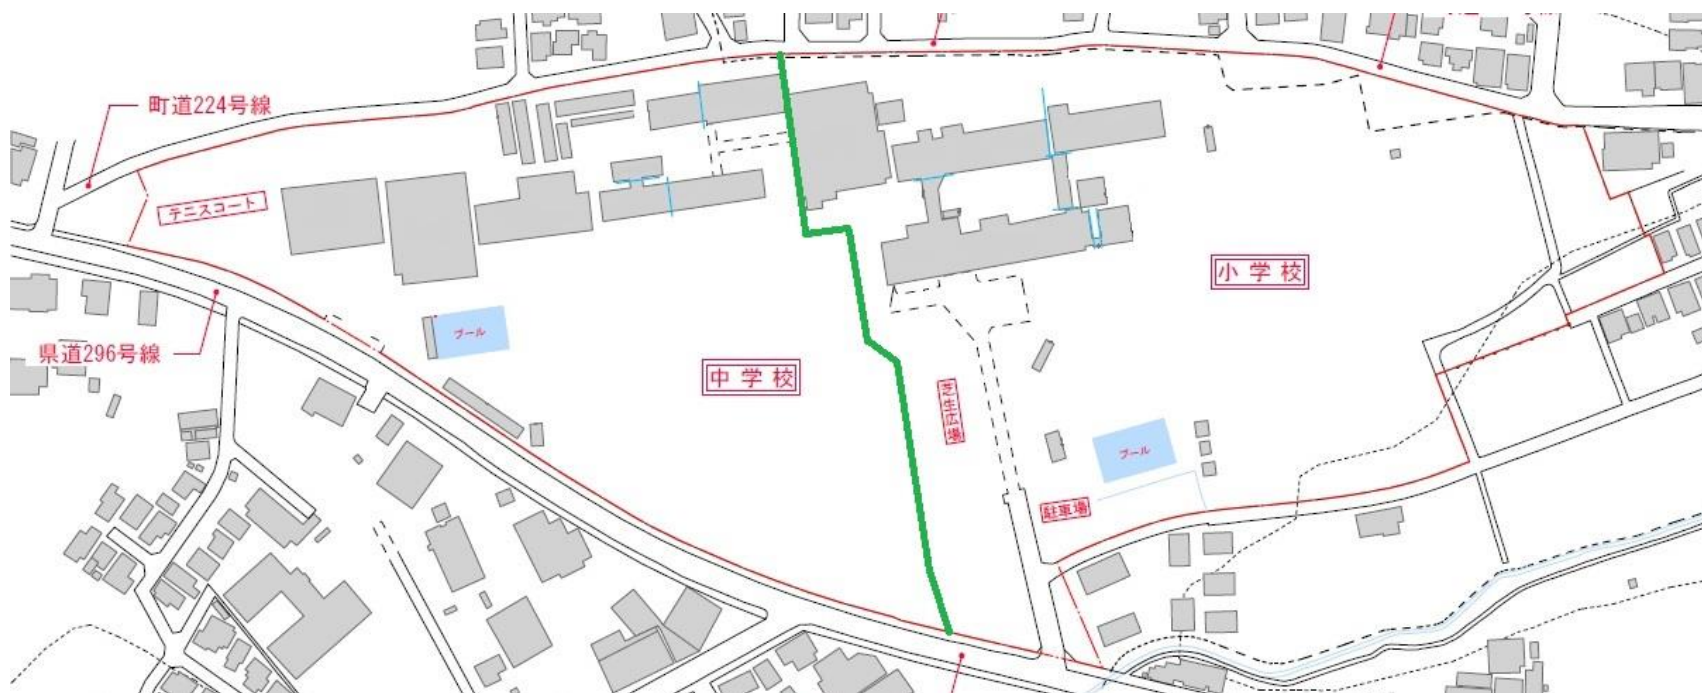 町道224号線
テニスコート
小学校
県道296号線
プール
中学校
芝生広場
プール
駐車場